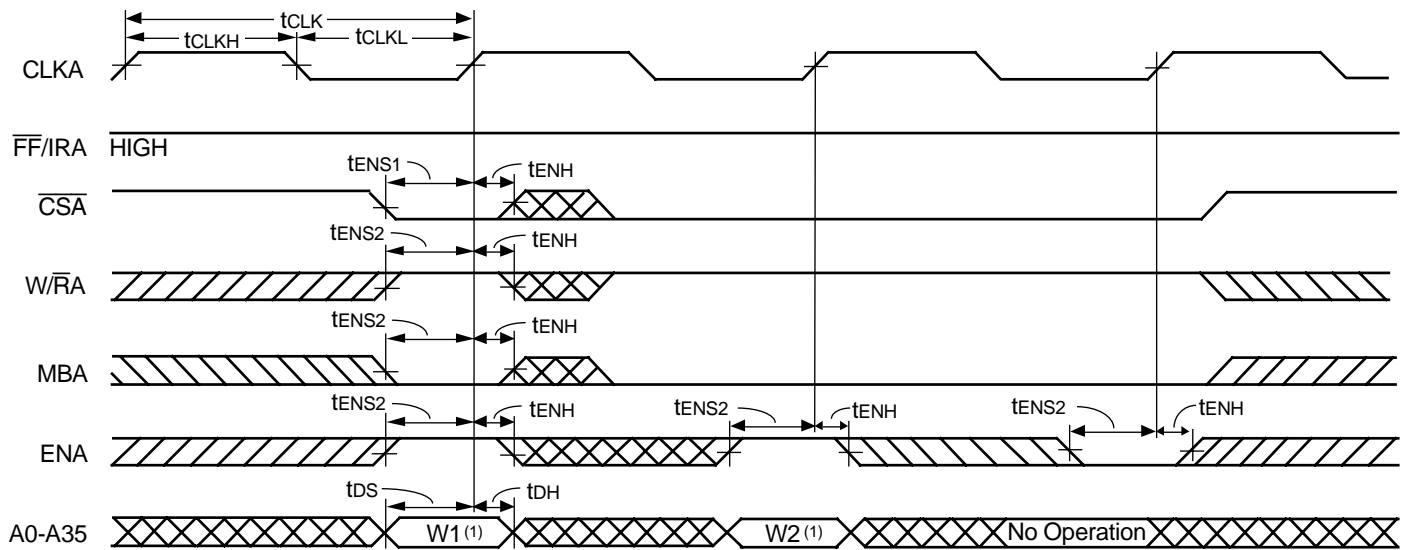 tCLK
tCLKH
tCLKL
CLKA
FF/IRA
HIGH
tENS1
tENH
CSA
tENS2
tENH
W/RA
tENS2
tENH
MBA
tENS2
tENH
tENS2
tENH
tENS2
tENH
ENA
tDS
tDH
A0-A35
W1 (1)
W2 (1)
No Operation